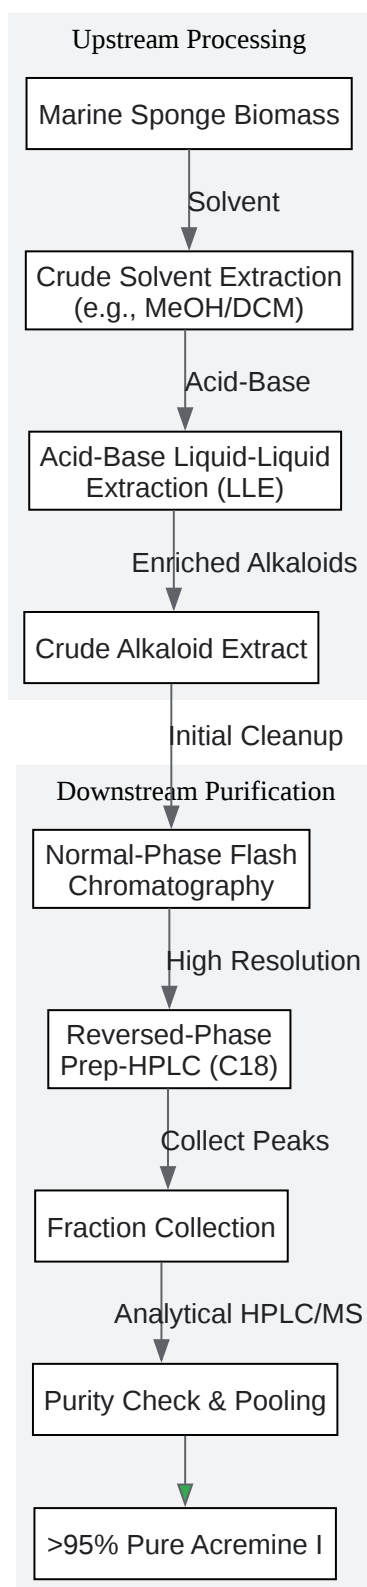 Upstream Processing
Marine Sponge Biomass
Solvent
Crude Solvent Extraction
(e.g., MeOH/DCM)
Acid-Base
Acid-Base Liquid-Liquid
Extraction (LLE)
Enriched Alkaloids
Crude Alkaloid Extract
Initial Cleanup
Downstream Purification
Normal-Phase Flash
Chromatography
High Resolution
Reversed-Phase
Prep-HPLC (C18)
Collect Peaks
Fraction Collection
Analytical HPLC/MS
Purity Check & Pooling
>95% Pure Acremine I